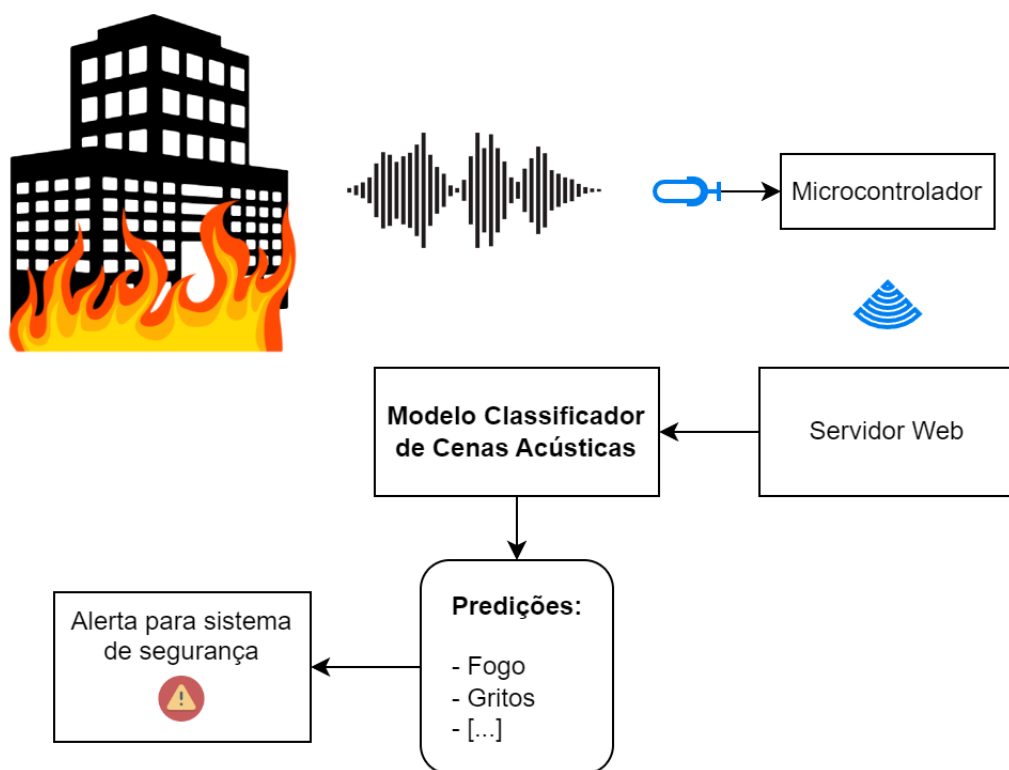 Microcontrolador
Modelo Classificador
de Cenas Acústicas
Servidor Web
Predições:
- Fogo
- Gritos
- [...]
Alerta para sistema
de segurança